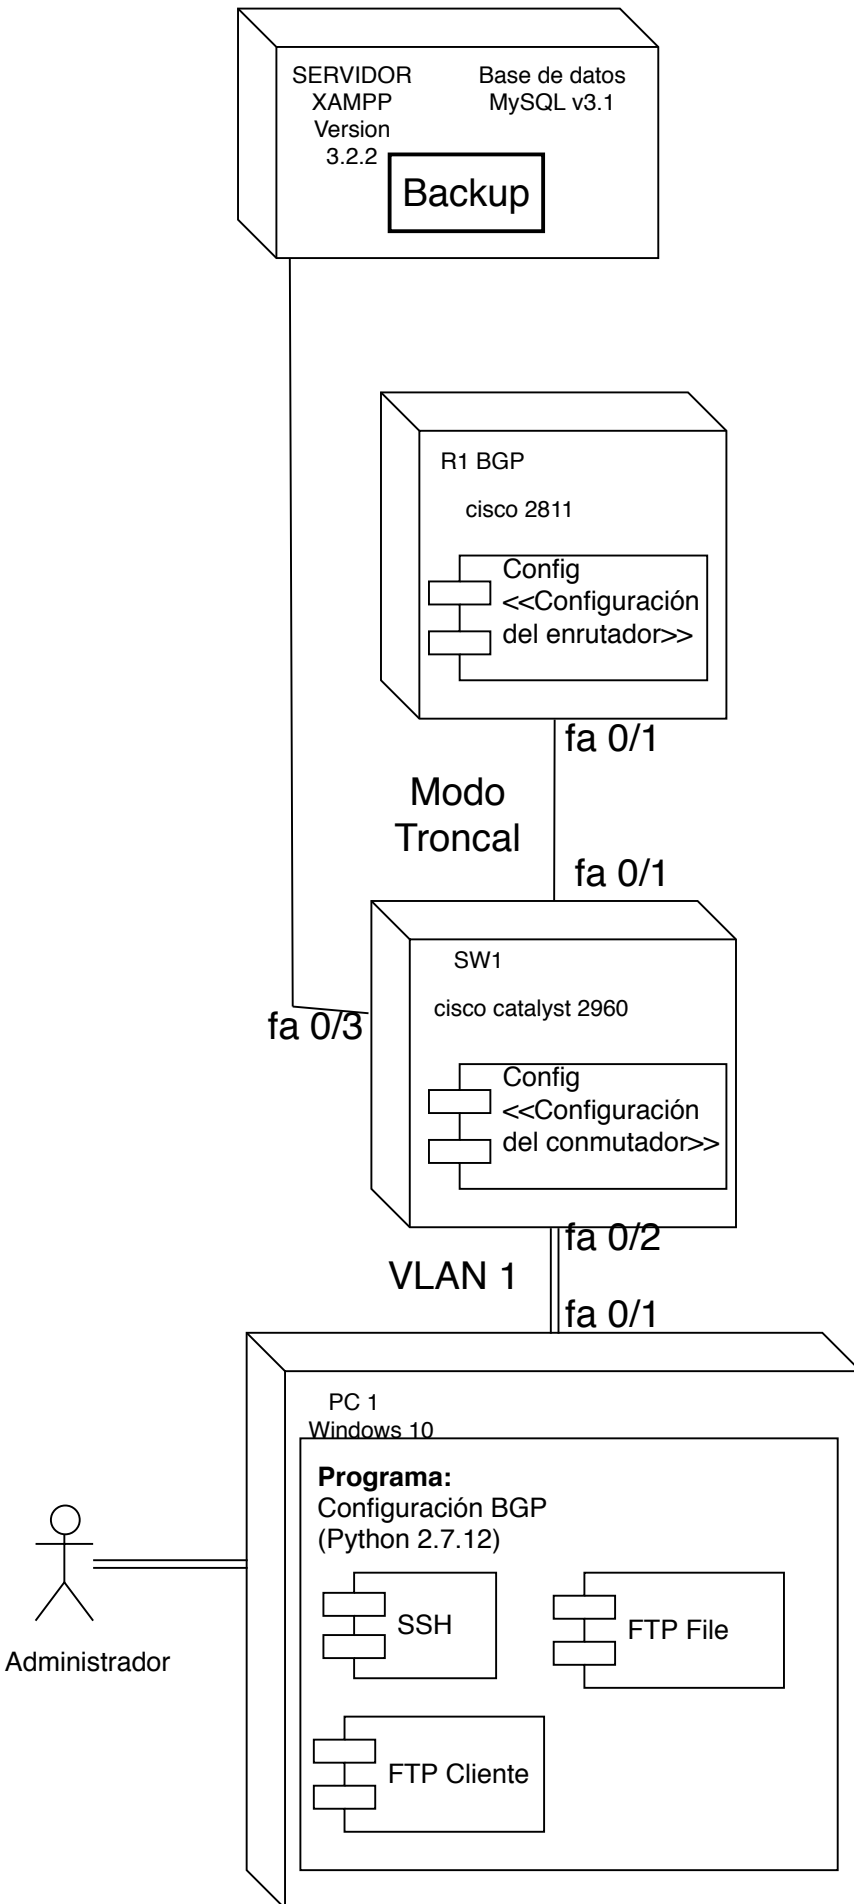 SERVIDOR
XAMPP
Version
3.2.2
Base de datos
MySQL v3.1
Backup
R1 BGP
cisco 2811
Config
<<Configuración
del enrutador>>
fa 0/1
Modo
Troncal
fa 0/1
SW1
cisco catalyst 2960
fa 0/3
Config
<<Configuración
del conmutador>>
fa 0/2
VLAN 1
fa 0/1
PC 1
Windows 10
Programa:
Configuración BGP
(Python 2.7.12)
SSH
FTP File
Administrador
FTP Cliente